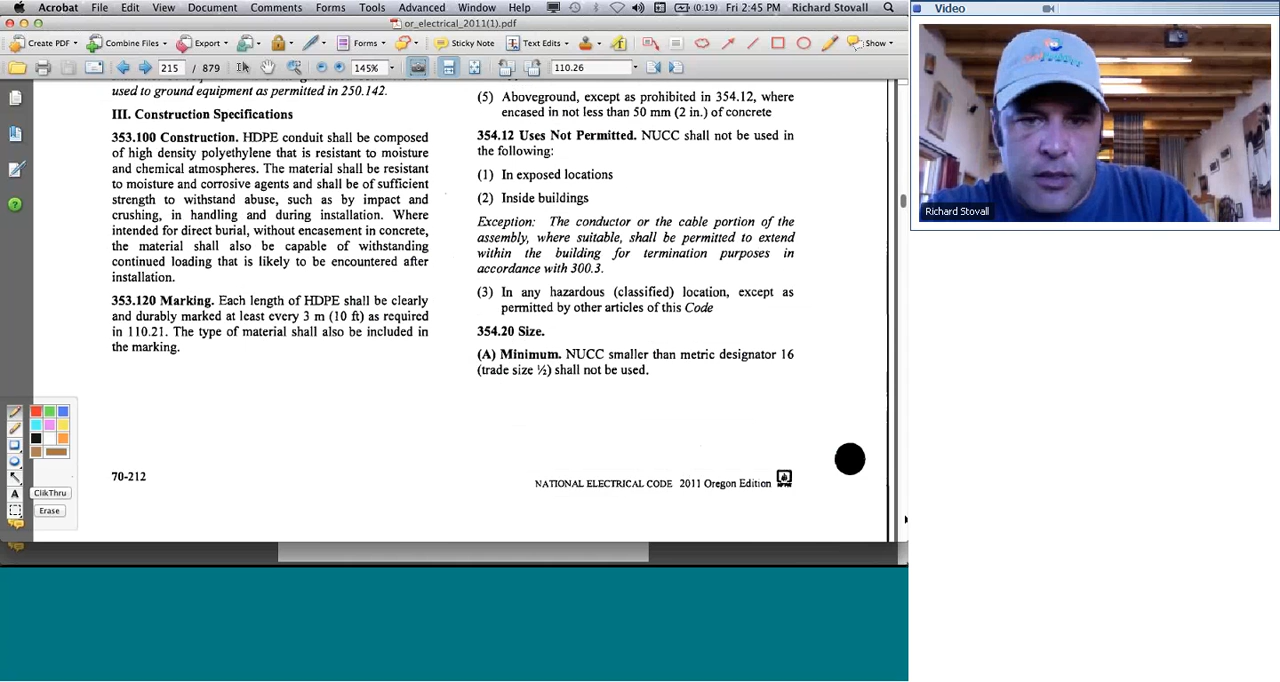 Acrobat File Edit View Document Comments Forms Tools Advanced Window Help (0:19) Fri 2:45 PM Richard Stovall
or_electrical_2011(1).pdf
Create PDF Combine Files Export Forms Sticky Note Text Edits Show
215 / 879 145% 110.26
used to ground equipment as permitted in 250.142.
III. Construction Specifications
353.100 Construction. HDPE conduit shall be composed
of high density polyethylene that is resistant to moisture
and chemical atmospheres. The material shall be resistant
to moisture and corrosive agents and shall be of sufficient
strength to withstand abuse, such as by impact and
crushing, in handling and during installation. Where
intended for direct burial, without encasement in concrete,
the material shall also be capable of withstanding
continued loading that is likely to be encountered after
installation.
353.120 Marking. Each length of HDPE shall be clearly
and durably marked at least every 3 m (10 ft) as required
in 110.21. The type of material shall also be included in
the marking.
(5) Aboveground, except as prohibited in 354.12, where
encased in not less than 50 mm (2 in.) of concrete
354.12 Uses Not Permitted. NUCC shall not be used in
the following:
(1) In exposed locations
(2) Inside buildings
Exception: The conductor or the cable portion of the
assembly, where suitable, shall be permitted to extend
within the building for termination purposes in
accordance with 300.3.
(3) In any hazardous (classified) location, except as
permitted by other articles of this Code
354.20 Size.
(A) Minimum. NUCC smaller than metric designator 16
(trade size ½) shall not be used.
70-212
NATIONAL ELECTRICAL CODE 2011 Oregon Edition
A
ClikThru
Erase
Video
Richard Stovall